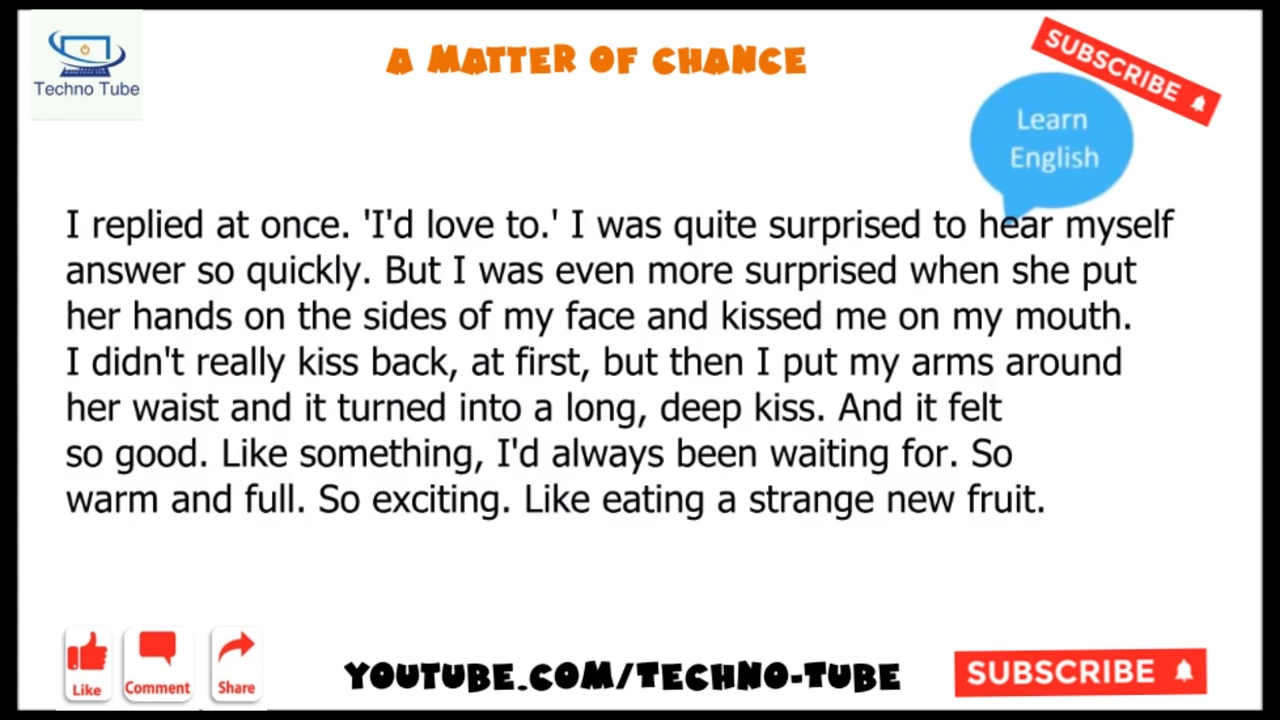 A MATTER OF CHANCE
SUBSCRIBE
Techno Tube
Learn
English
I replied at once. 'I'd love to.' I was quite surprised to hear myself
answer so quickly. But I was even more surprised when she put
her hands on the sides of my face and kissed me on my mouth.
I didn't really kiss back, at first, but then I put my arms around
her waist and it turned into a long, deep kiss. And it felt
so good. Like something, I'd always been waiting for. So
warm and full. So exciting. Like eating a strange new fruit.
Like
Comment
Share
YOUTUBE.COM/TECHNO-TUBE
SUBSCRIBE